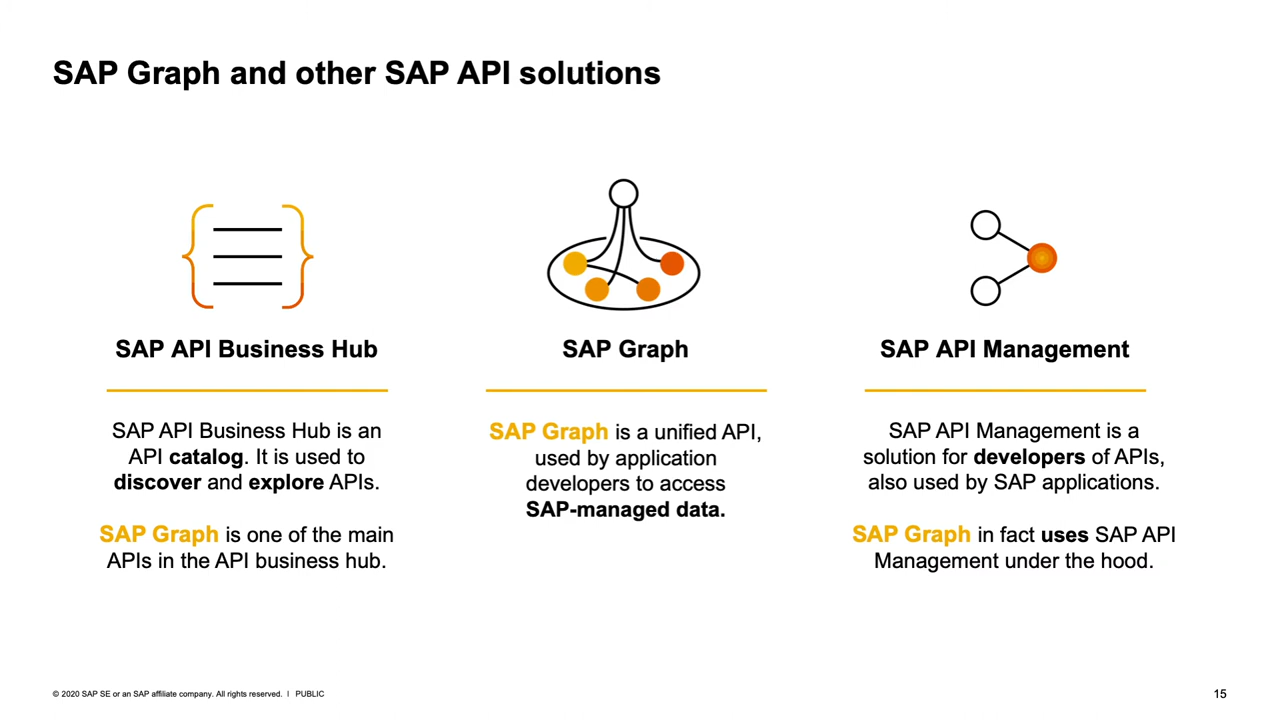 SAP Graph and other SAP API solutions
SAP API Business Hub
SAP API Business Hub is an
API catalog. It is used to
discover and explore APIs.
SAP Graph is one of the main
APIs in the API business hub.
SAP Graph
SAP Graph is a unified API,
used by application
developers to access
SAP-managed data.
SAP API Management
SAP API Management is a
solution for developers of APIs,
also used by SAP applications.
SAP Graph in fact uses SAP API
Management under the hood.
© 2020 SAP SE or an SAP affiliate company. All rights reserved. | PUBLIC
15